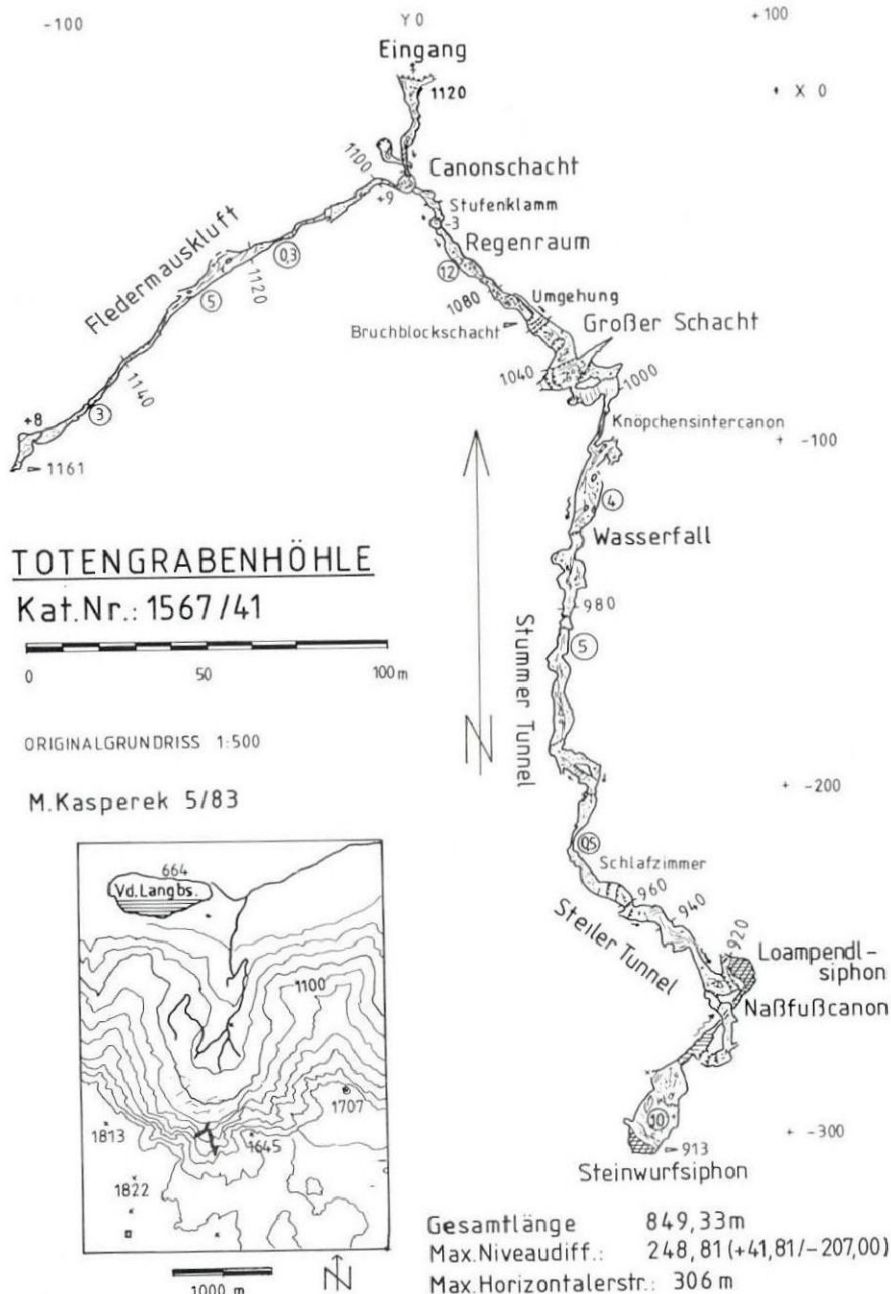 -100
Y 0
+ 100
Eingang
1120
X 0
1100
Canonschacht
+9
Stufenklamm
-3
Regenraum
Fledermauskluft
0,3
12
5
1120
1080
Umgehung
Bruchblockschacht
Großer Schacht
1140
1040
1000
3
+8
Knöpchensintercanon
+ -100
1161
4
Wasserfall
TOTENGRABENHÖHLE
Kat.Nr.: 1567/41
980
Stummer Tunnel
5
0 50 100 m
N
ORIGINALGRUNDRISS 1:500
M.Kasperek 5/83
+ -200
0,5
Schlafzimmer
960
940
920
Steiler Tunnel
Loampendl-
siphon
Naßfußcanon
664
Vd.Langbs.
1100
1707
1813
1645
1822
10
+ -300
913
Steinwurfsiphon
Gesamtlänge 849,33m
Max.Niveaudiff.: 248,81(+41,81/-207,00)
Max.Horizontalerstr.: 306 m
1000 m
N